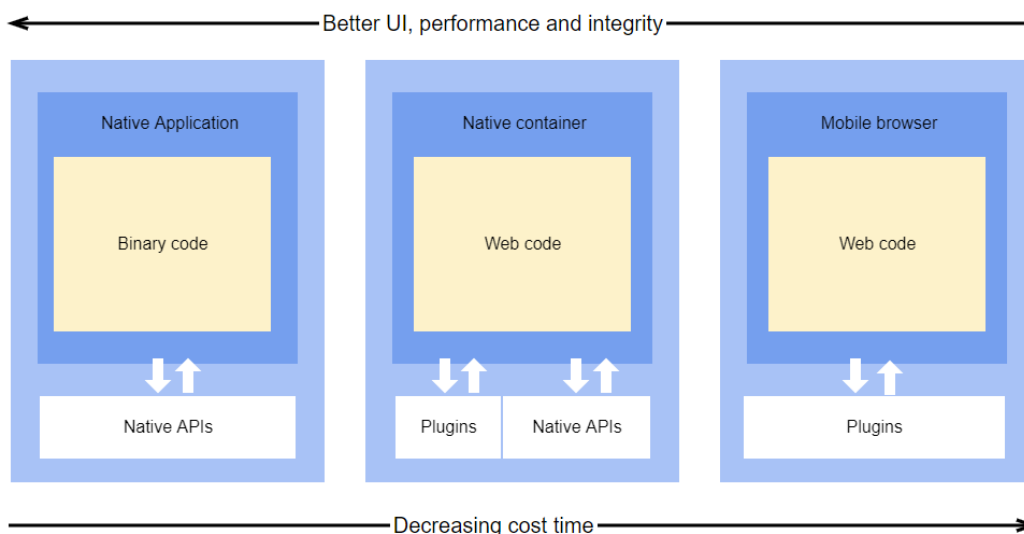 Better UI, performance and integrity
Native Application
Binary code
Native APIs
Native container
Web code
Plugins
Native APIs
Mobile browser
Web code
Plugins
Decreasing cost time